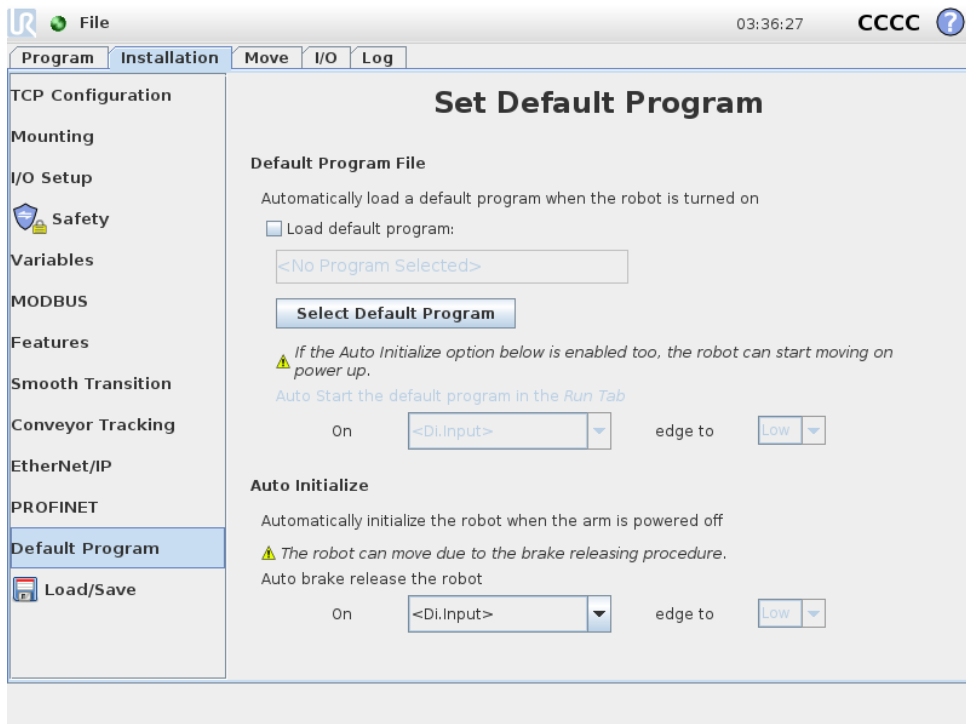 UR File 03:36:27 CCCC ?
Program Installation Move I/O Log
TCP Configuration
Mounting
I/O Setup
Safety
Variables
MODBUS
Features
Smooth Transition
Conveyor Tracking
EtherNet/IP
PROFINET
Default Program
Load/Save
Set Default Program
Default Program File
Automatically load a default program when the robot is turned on
Load default program:
<No Program Selected>
Select Default Program
If the Auto Initialize option below is enabled too, the robot can start moving on
power up.
Auto Start the default program in the Run Tab
On <Di.Input> edge to Low
Auto Initialize
Automatically initialize the robot when the arm is powered off
The robot can move due to the brake releasing procedure.
Auto brake release the robot
On <Di.Input> edge to Low